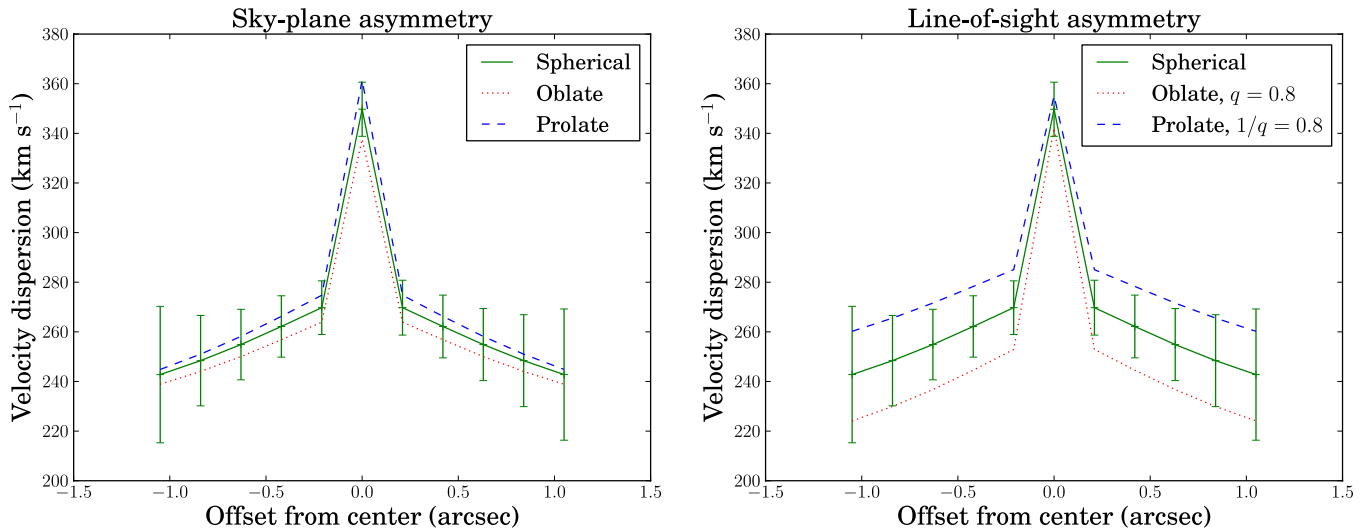 Sky-plane asymmetry
380
360
340
320
300
280
260
240
220
200
Velocity dispersion (km s⁻¹)
Spherical
Oblate
Prolate
−1.5 −1.0 −0.5 0.0 0.5 1.0 1.5
Offset from center (arcsec)
Line-of-sight asymmetry
380
360
340
320
300
280
260
240
220
200
Velocity dispersion (km s⁻¹)
Spherical
Oblate, q = 0.8
Prolate, 1/q = 0.8
−1.5 −1.0 −0.5 0.0 0.5 1.0 1.5
Offset from center (arcsec)